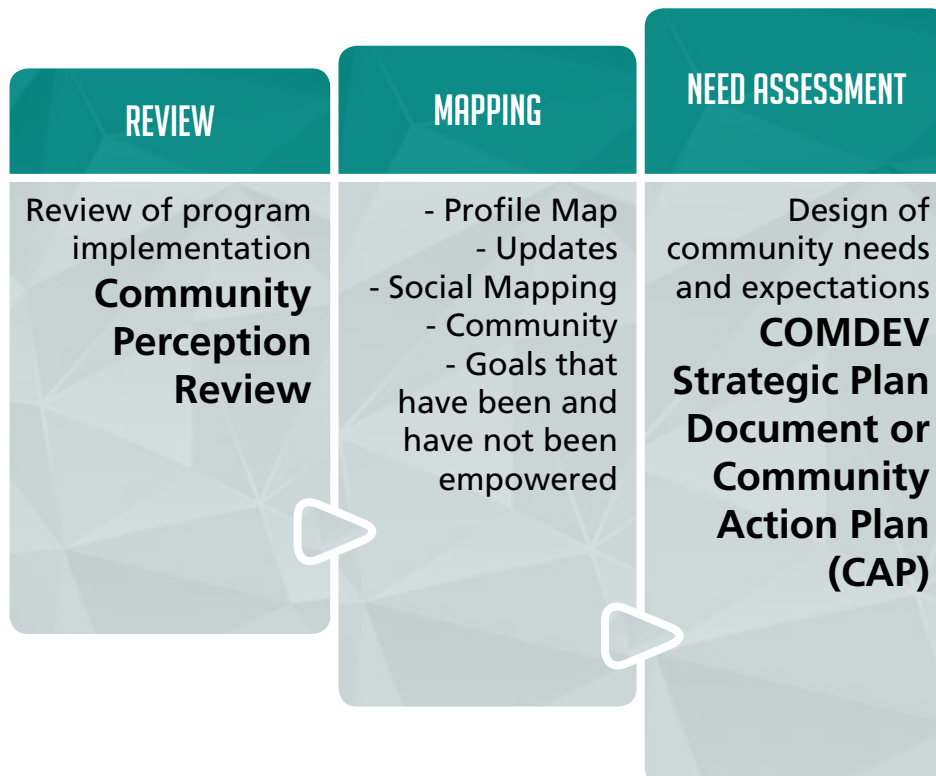 REVIEW
Review of program
implementation
Community
Perception
Review
MAPPING
- Profile Map
- Updates
- Social Mapping
- Community
- Goals that
have been and
have not been
empowered
NEED ASSESSMENT
Design of
community needs
and expectations
COMDEV
Strategic Plan
Document or
Community
Action Plan
(CAP)